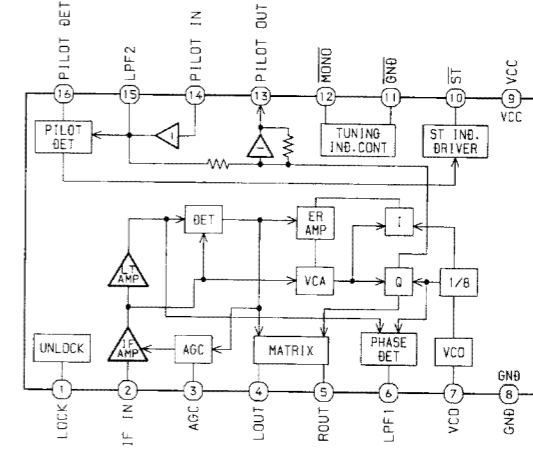 PILOT DET
LPF2
PILOT IN
PILOT OUT
MONO
GND
ST
VCC
16
15
14
13
12
11
10
9
VCC
PILOT
DET
TUNING
IND.CONT
ST IND.
DRIVER
DET
ER
AMP
I
LT
AMP
VCA
Q
1/8
IF
AMP
UNLOCK
AGC
MATRIX
PHASE
DET
VCO
GND
1
2
3
4
5
6
7
8
LOCK
IF IN
AGC
LOUT
ROUT
LPF1
VCO
GND